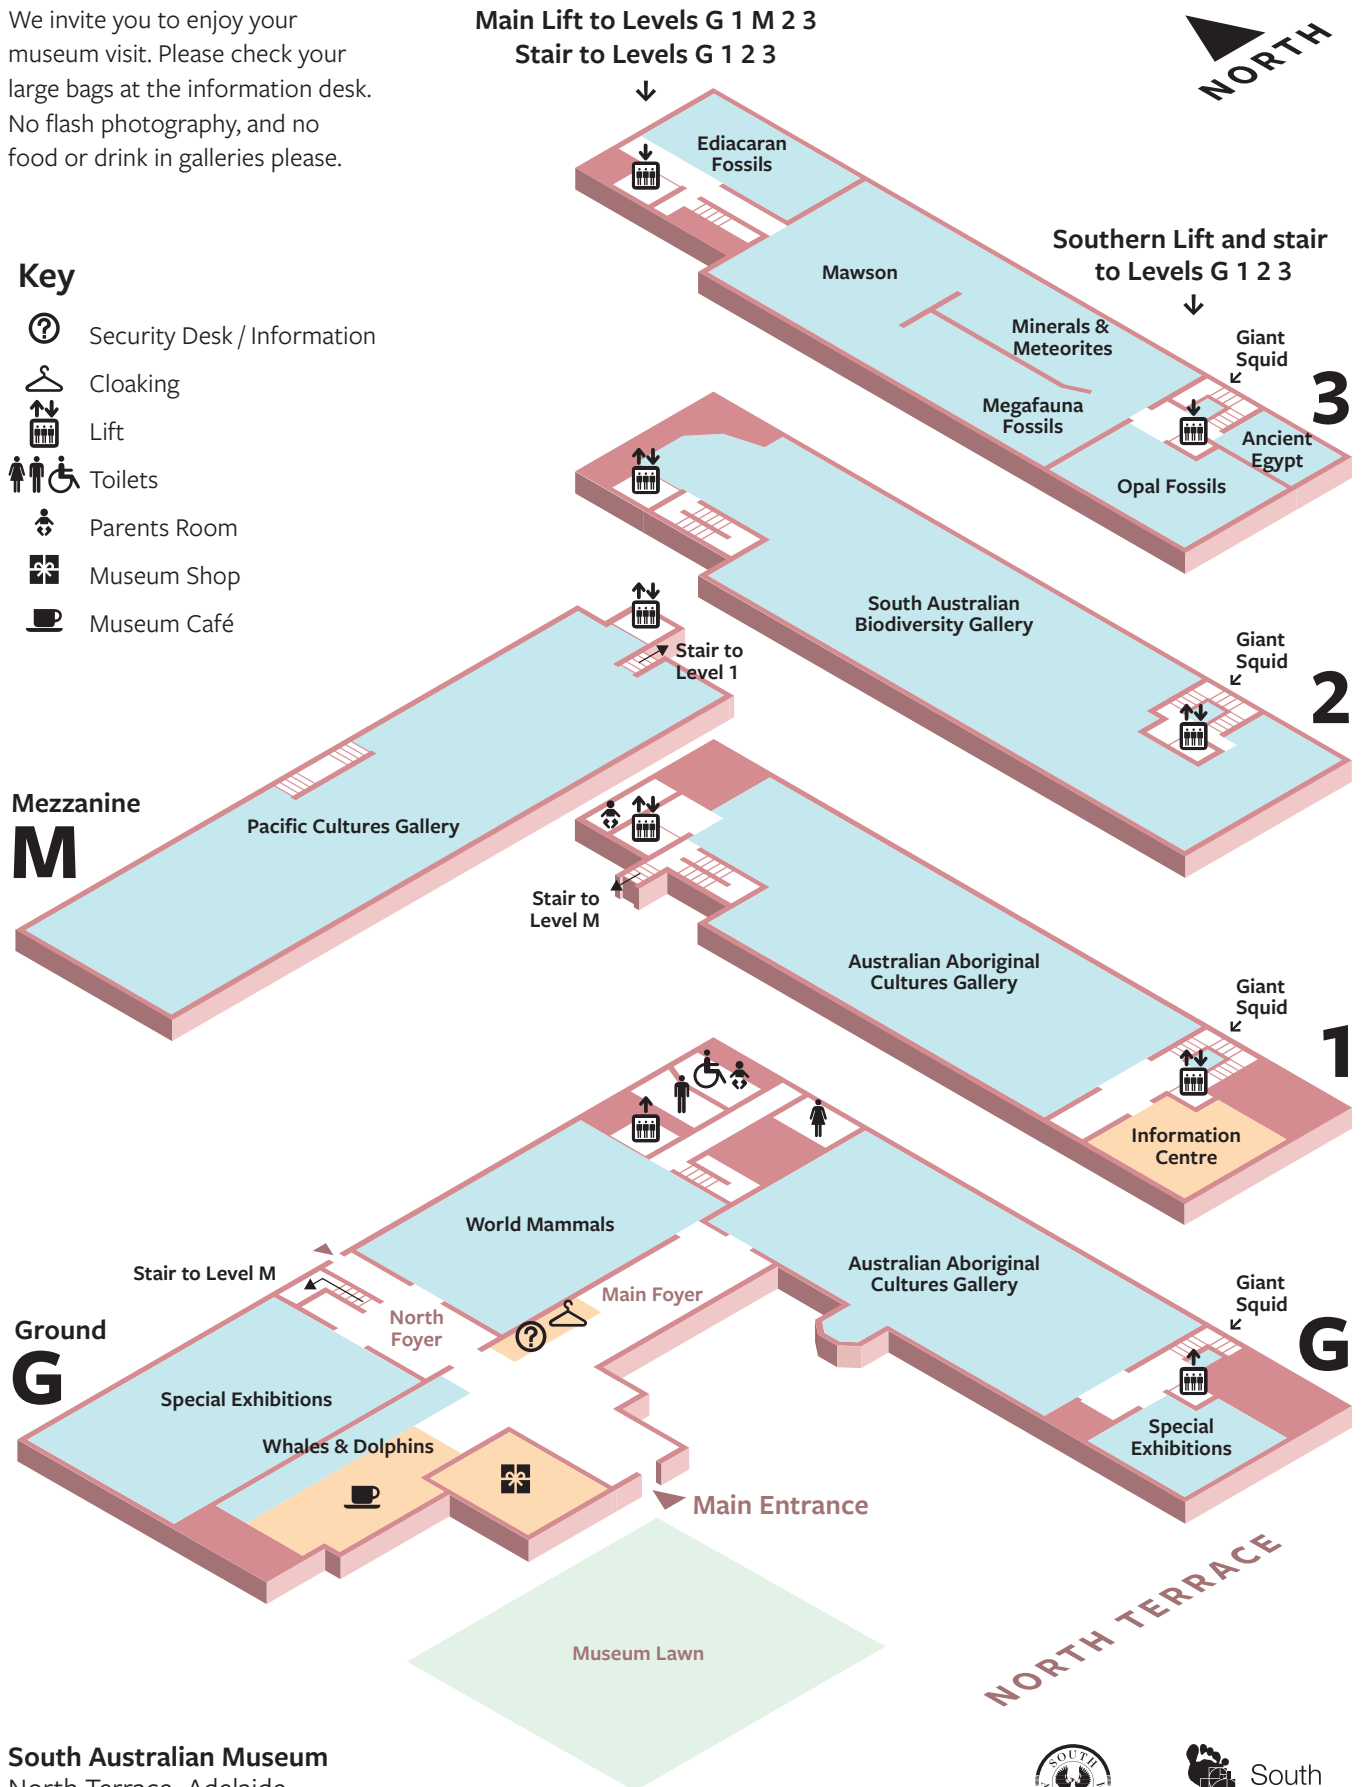 We invite you to enjoy your
museum visit. Please check your
large bags at the information desk.
No flash photography, and no
food or drink in galleries please.
Main Lift to Levels G 1 M 2 3
Stair to Levels G 1 2 3
NORTH
Key
Security Desk / Information
Cloaking
Lift
Toilets
Parents Room
Museum Shop
Museum Café
Ediacaran
Fossils
Mawson
Southern Lift and stair
to Levels G 1 2 3
Minerals &
Meteorites
Megafauna
Fossils
Giant
Squid
3
Ancient
Egypt
Opal Fossils
South Australian
Biodiversity Gallery
Giant
Squid
2
Stair to
Level 1
Mezzanine
M
Pacific Cultures Gallery
Stair to
Level M
Australian Aboriginal
Cultures Gallery
Giant
Squid
1
Information
Centre
World Mammals
Stair to Level M
North
Foyer
Main Foyer
Australian Aboriginal
Cultures Gallery
Giant
Squid
G
Ground
G
Special Exhibitions
Whales & Dolphins
Special
Exhibitions
Main Entrance
NORTH TERRACE
Museum Lawn
South Australian Museum
North Terrace, Adelaide
SOUTH
South